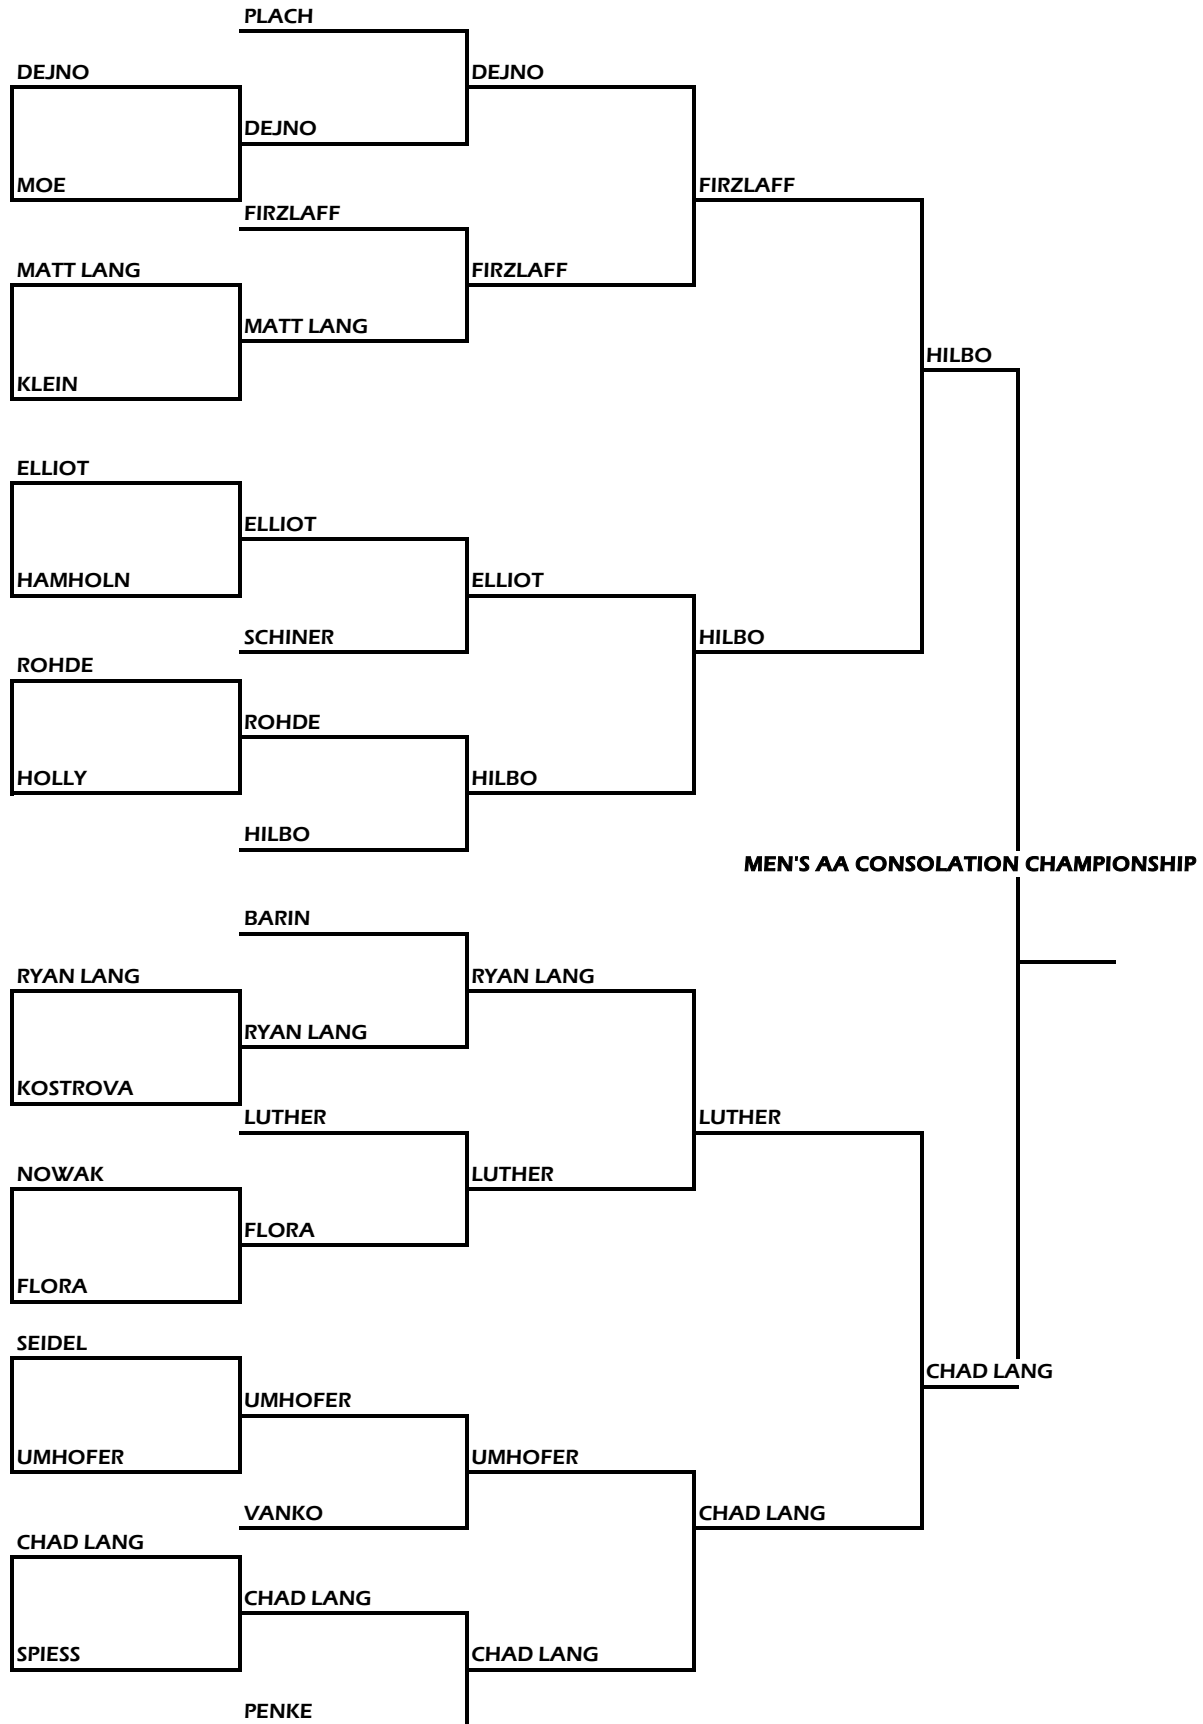 PLACH
DEJNO
DEJNO
DEJNO
MOE
FIRZLAFF
FIRZLAFF
MATT LANG
FIRZLAFF
MATT LANG
HILBO
KLEIN
ELLIOT
ELLIOT
HAMHOLN
ELLIOT
SCHINER
HILBO
ROHDE
ROHDE
HOLLY
HILBO
HILBO
MEN'S AA CONSOLATION CHAMPIONSHIP
BARIN
RYAN LANG
RYAN LANG
RYAN LANG
KOSTROVA
LUTHER
LUTHER
NOWAK
LUTHER
FLORA
FLORA
SEIDEL
CHAD LANG
UMHOFER
UMHOFER
UMHOFER
VANKO
CHAD LANG
CHAD LANG
CHAD LANG
SPIESS
CHAD LANG
PENKE